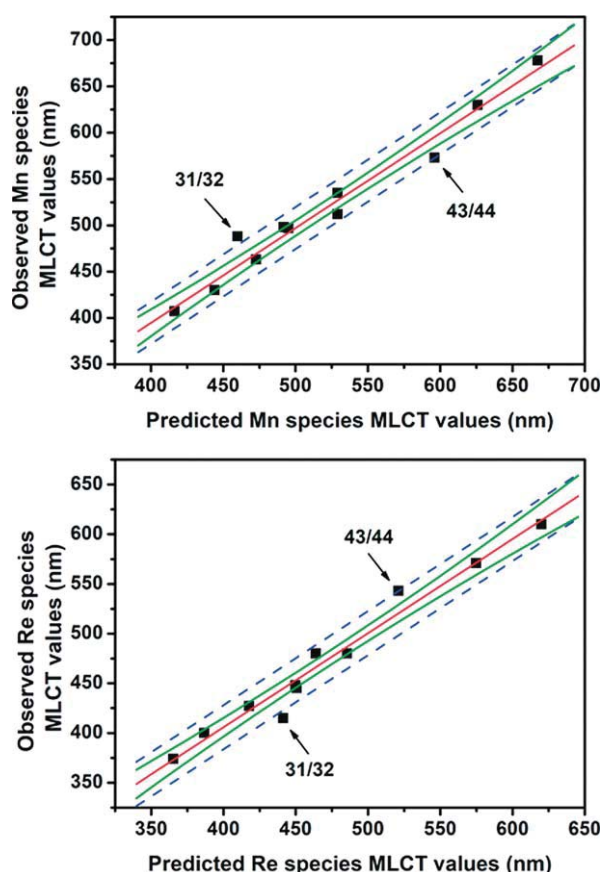 700
650
600
550
500
450
400
350
Observed Mn species
MLCT values (nm)
31/32
43/44
400 450 500 550 600 650 700
Predicted Mn species MLCT values (nm)
650
600
550
500
450
400
350
Observed Re species
MLCT values (nm)
43/44
31/32
350 400 450 500 550 600 650
Predicted Re species MLCT values (nm)